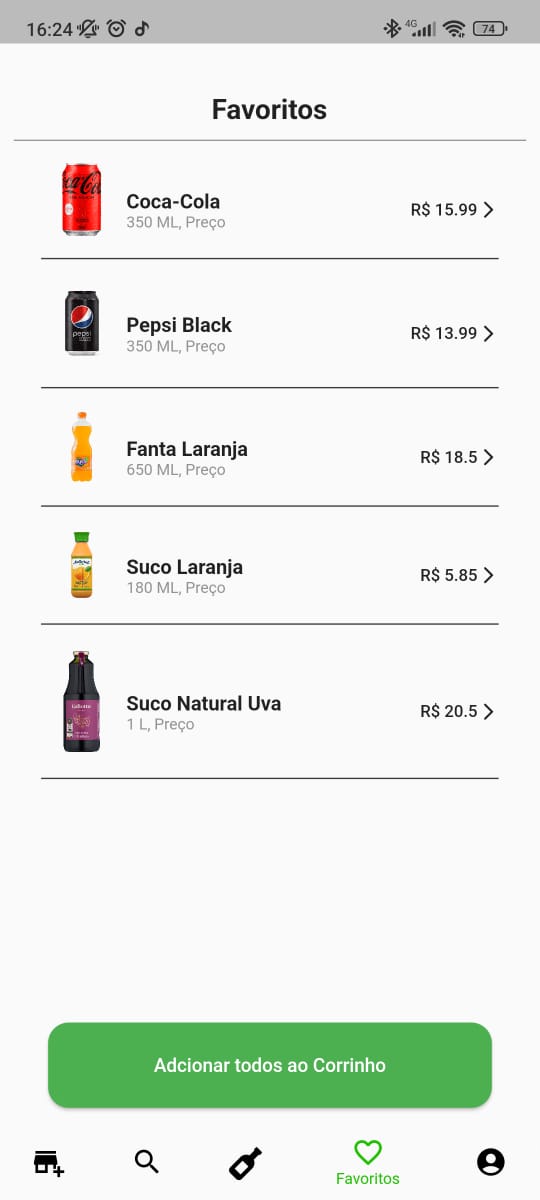 16:24 4G 74
Favoritos
Coca-Cola
350 ML, Preço
R$ 15.99
Pepsi Black
350 ML, Preço
R$ 13.99
pepsi
Fanta Laranja
650 ML, Preço
R$ 18.5
Suco Laranja
180 ML, Preço
R$ 5.85
Suco Natural Uva
1 L, Preço
R$ 20.5
Adcionar todos ao Corrinho
Favoritos